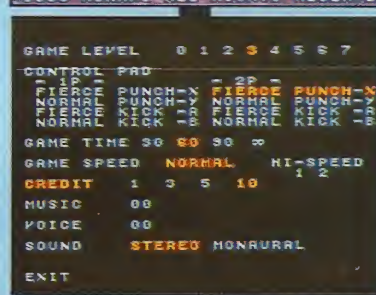 GAME LEVEL 0 1 2 3 4 5 6 7
CONTROL PAD
- 1P - - 2P -
FIERCE PUNCH-X FIERCE PUNCH-X
NORMAL PUNCH-Y NORMAL PUNCH-Y
FIERCE KICK -A FIERCE KICK -A
NORMAL KICK -B NORMAL KICK -B
GAME TIME 30 60 90 ∞
GAME SPEED NORMAL HI-SPEED
1 2
CREDIT 1 3 5 10
MUSIC 00
VOICE 00
SOUND STEREO MONAURAL
EXIT